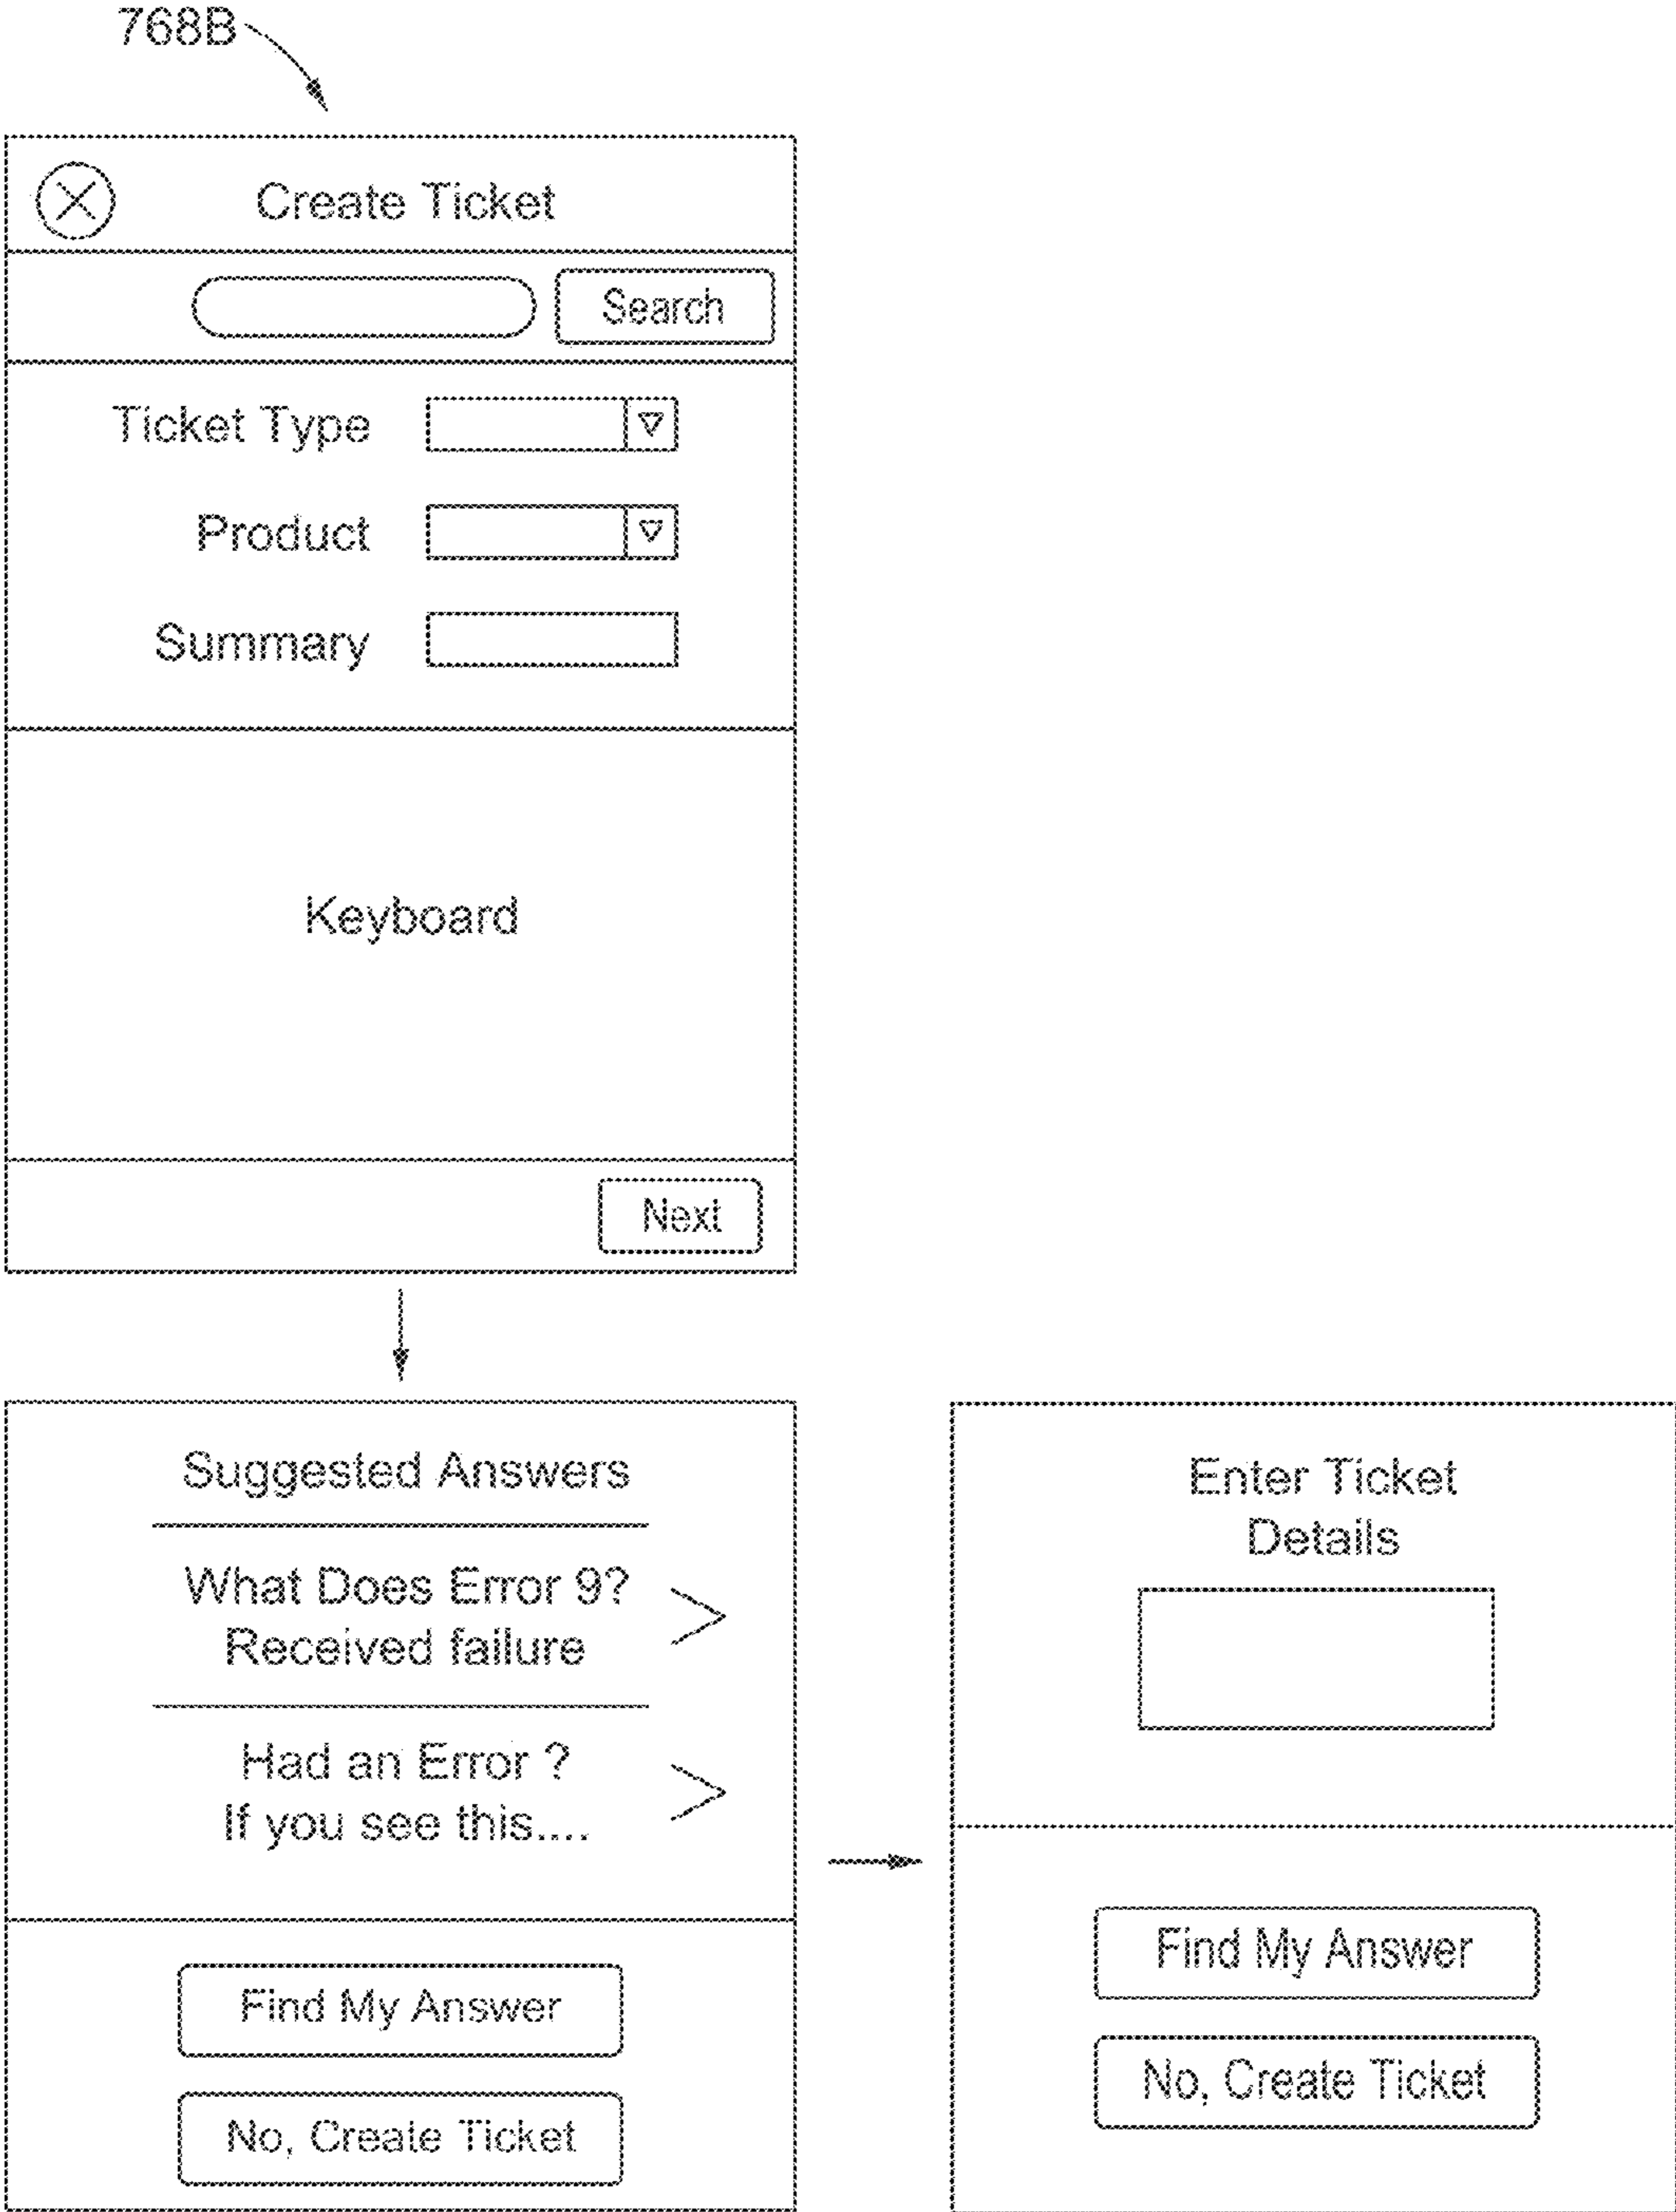 768B
Create Ticket
Search
Ticket Type
Product
Summary
Keyboard
Next
Suggested Answers
What Does Error 9?
Received failure
Had an Error ?
If you see this....
Find My Answer
No, Create Ticket
Enter Ticket
Details
Find My Answer
No, Create Ticket